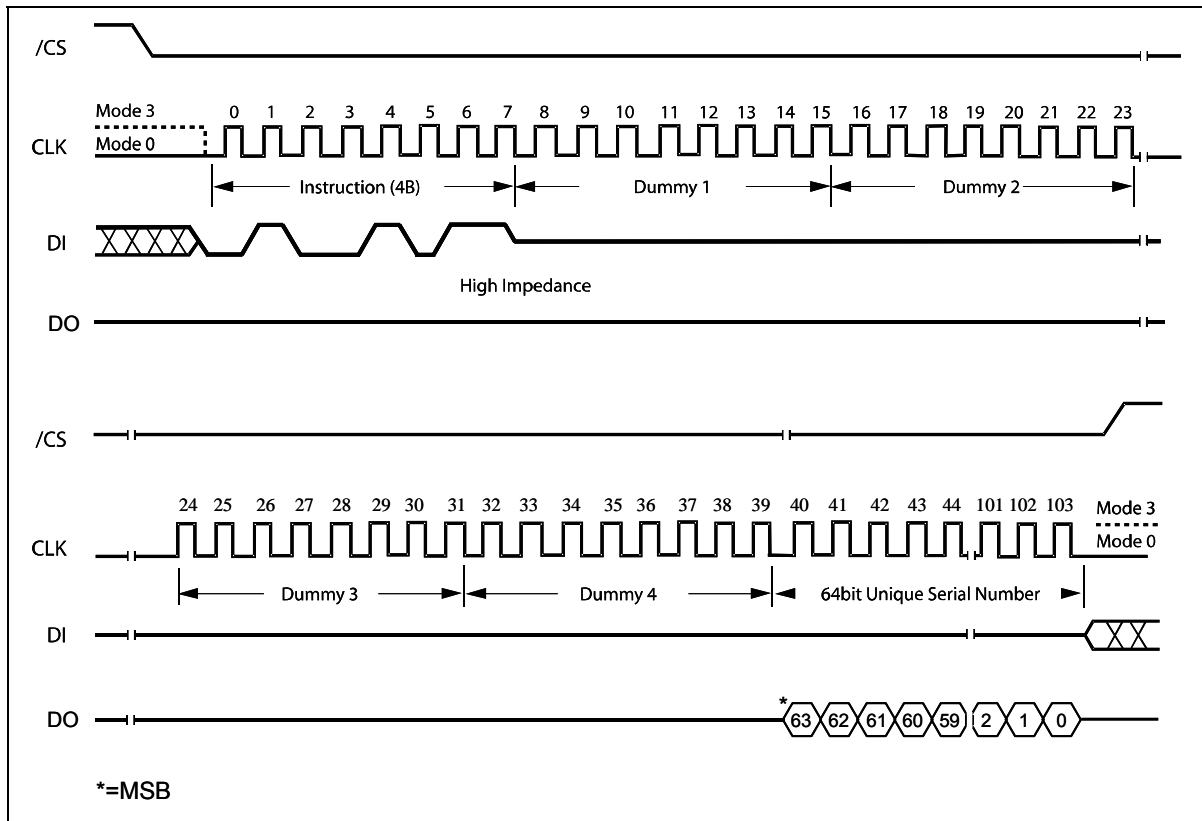 /CS
Mode 3
0 1 2 3 4 5 6 7 8 9 10 11 12 13 14 15 16 17 18 19 20 21 22 23
CLK
Mode 0
Instruction (4B)
Dummy 1
Dummy 2
DI
High Impedance
DO
/CS
24 25 26 27 28 29 30 31 32 33 34 35 36 37 38 39 40 41 42 43 44 101 102 103
Mode 3
CLK
Mode 0
Dummy 3
Dummy 4
64bit Unique Serial Number
DI
*
DO
63 62 61 60 59 2 1 0
*=MSB